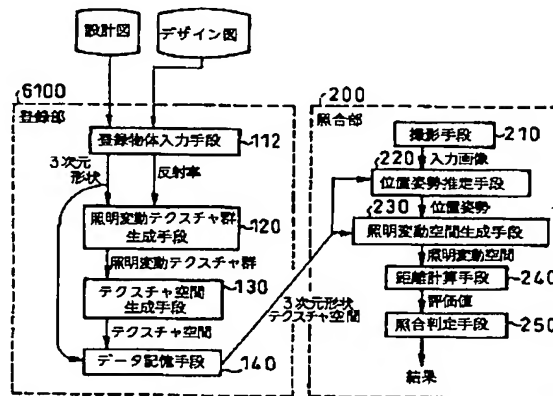 設計図
デザイン図
6100
登録部
登録物体入力手段
112
3次元
形状
反射率
照明変動テクスチャ群
生成手段
120
照明変動テクスチャ群
テクスチャ空間
生成手段
130
テクスチャ空間
データ記憶手段
140
3次元形状
テクスチャ空間
200
照合部
撮影手段
210
入力画像
220
位置姿勢推定手段
位置姿勢
230
照明変動空間生成手段
照明変動空間
距離計算手段
240
評価値
照合判定手段
250
結果